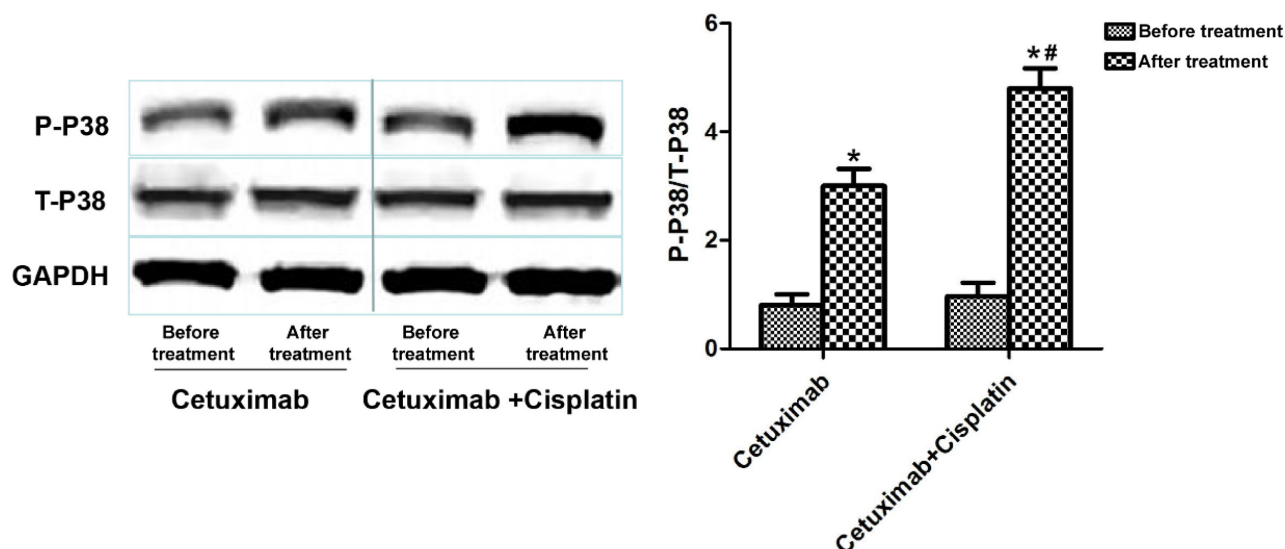 P-P38
T-P38
GAPDH
Before treatment
After treatment
Before treatment
After treatment
Cetuximab
Cetuximab +Cisplatin
P-P38/T-P38
6
4
2
0
*
*#
Cetuximab
Cetuximab+Cisplatin
Before treatment
After treatment